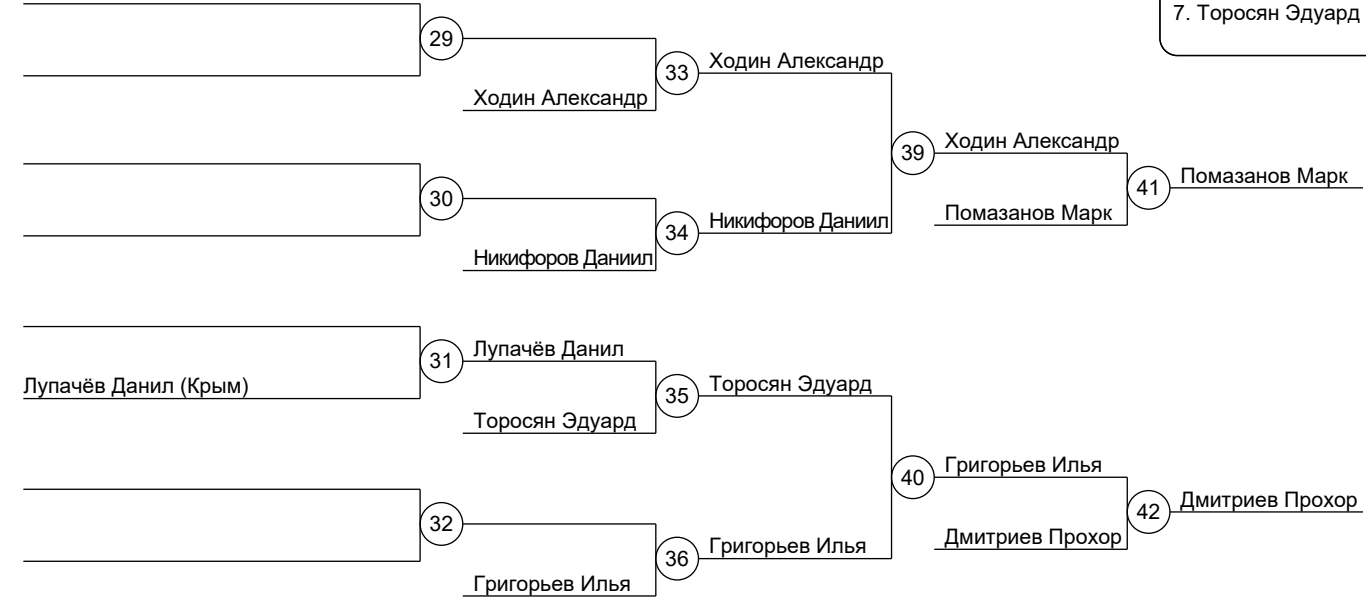 7. Торосян Эдуард
29
33
Ходин Александр
Ходин Александр
39
Ходин Александр
41
Помазанов Марк
Помазанов Марк
30
34
Никифоров Даниил
Никифоров Даниил
31
Лупачёв Данил
Лупачёв Данил (Крым)
35
Торосян Эдуард
Торосян Эдуард
40
Григорьев Илья
42
Дмитриев Прохор
Дмитриев Прохор
32
36
Григорьев Илья
Григорьев Илья